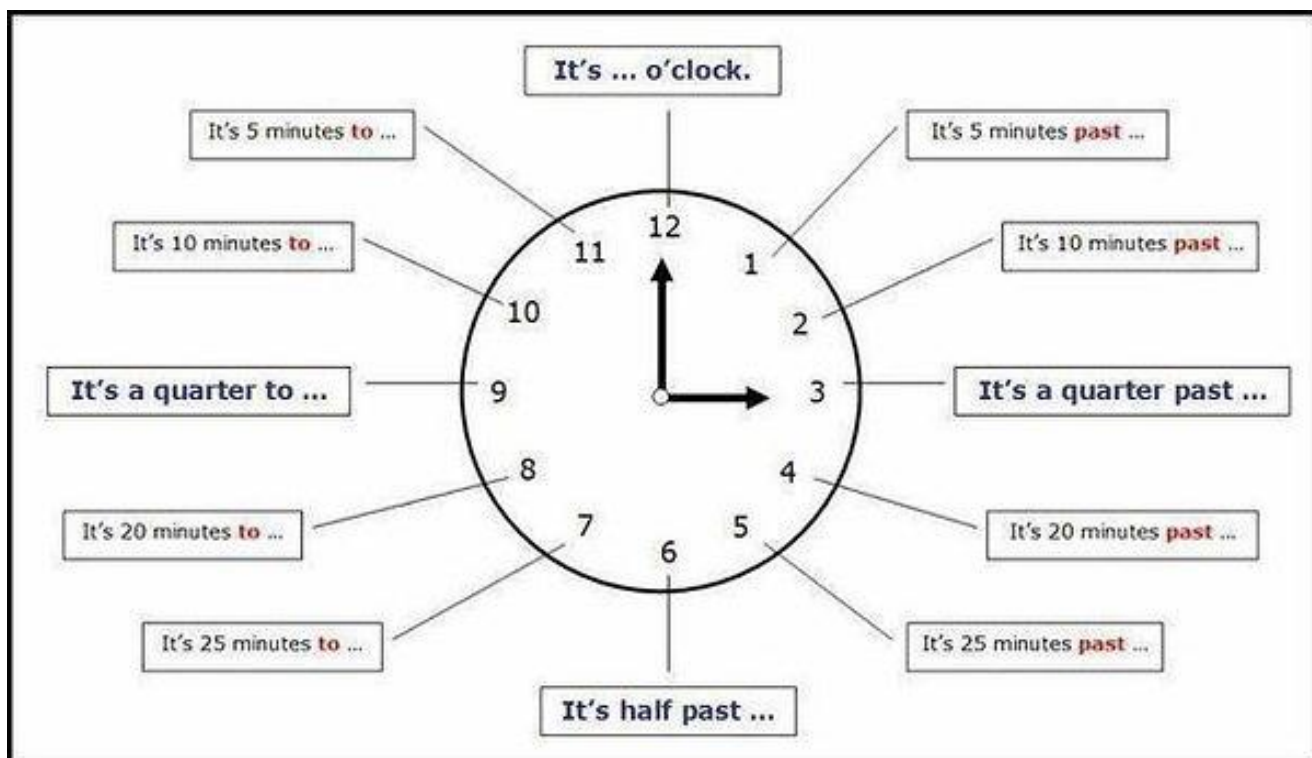 It's ... o'clock.
It's 5 minutes to ...
It's 5 minutes past ...
12
11
1
It's 10 minutes to ...
It's 10 minutes past ...
10
2
It's a quarter to ...
9
3
It's a quarter past ...
8
4
It's 20 minutes to ...
It's 20 minutes past ...
7
5
6
It's 25 minutes to ...
It's 25 minutes past ...
It's half past ...